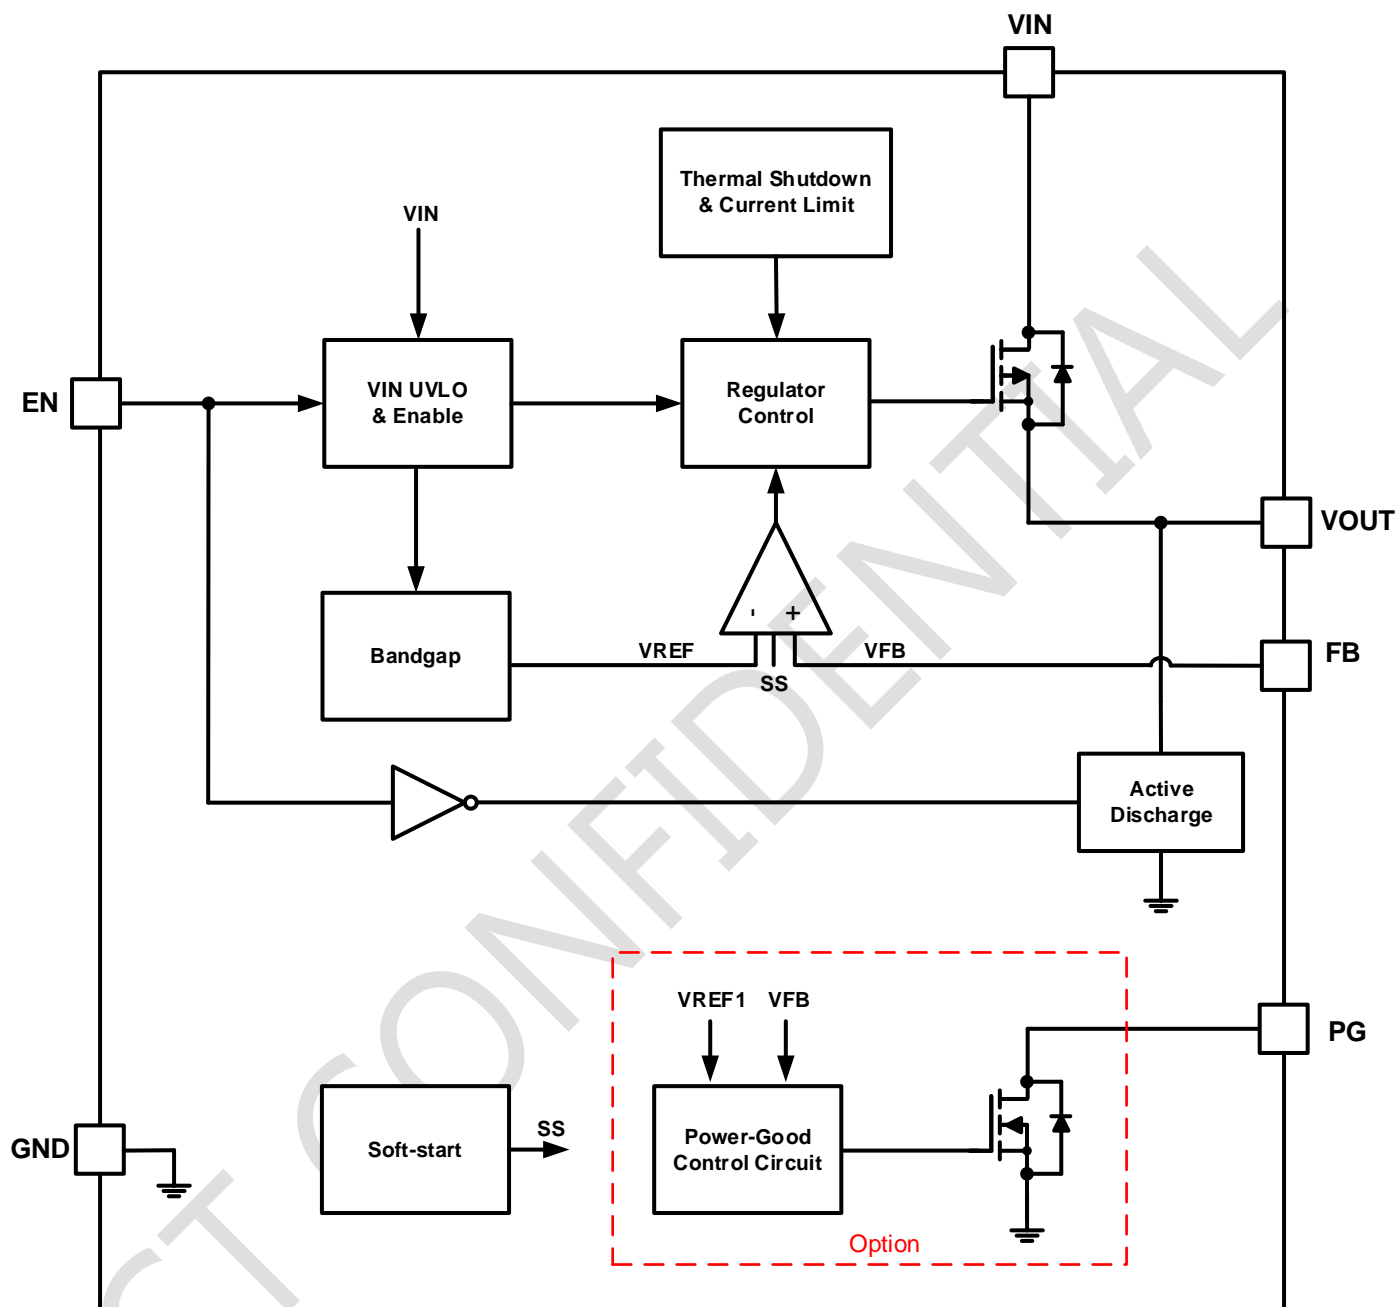 VIN
Thermal Shutdown
& Current Limit
VIN
EN
VIN UVLO
& Enable
Regulator
Control
VOUT
- +
Bandgap
VREF
SS
VFB
FB
Active
Discharge
VREF1
VFB
PG
GND
Soft-start
SS
Power-Good
Control Circuit
Option
CT CONFIDENTIAL